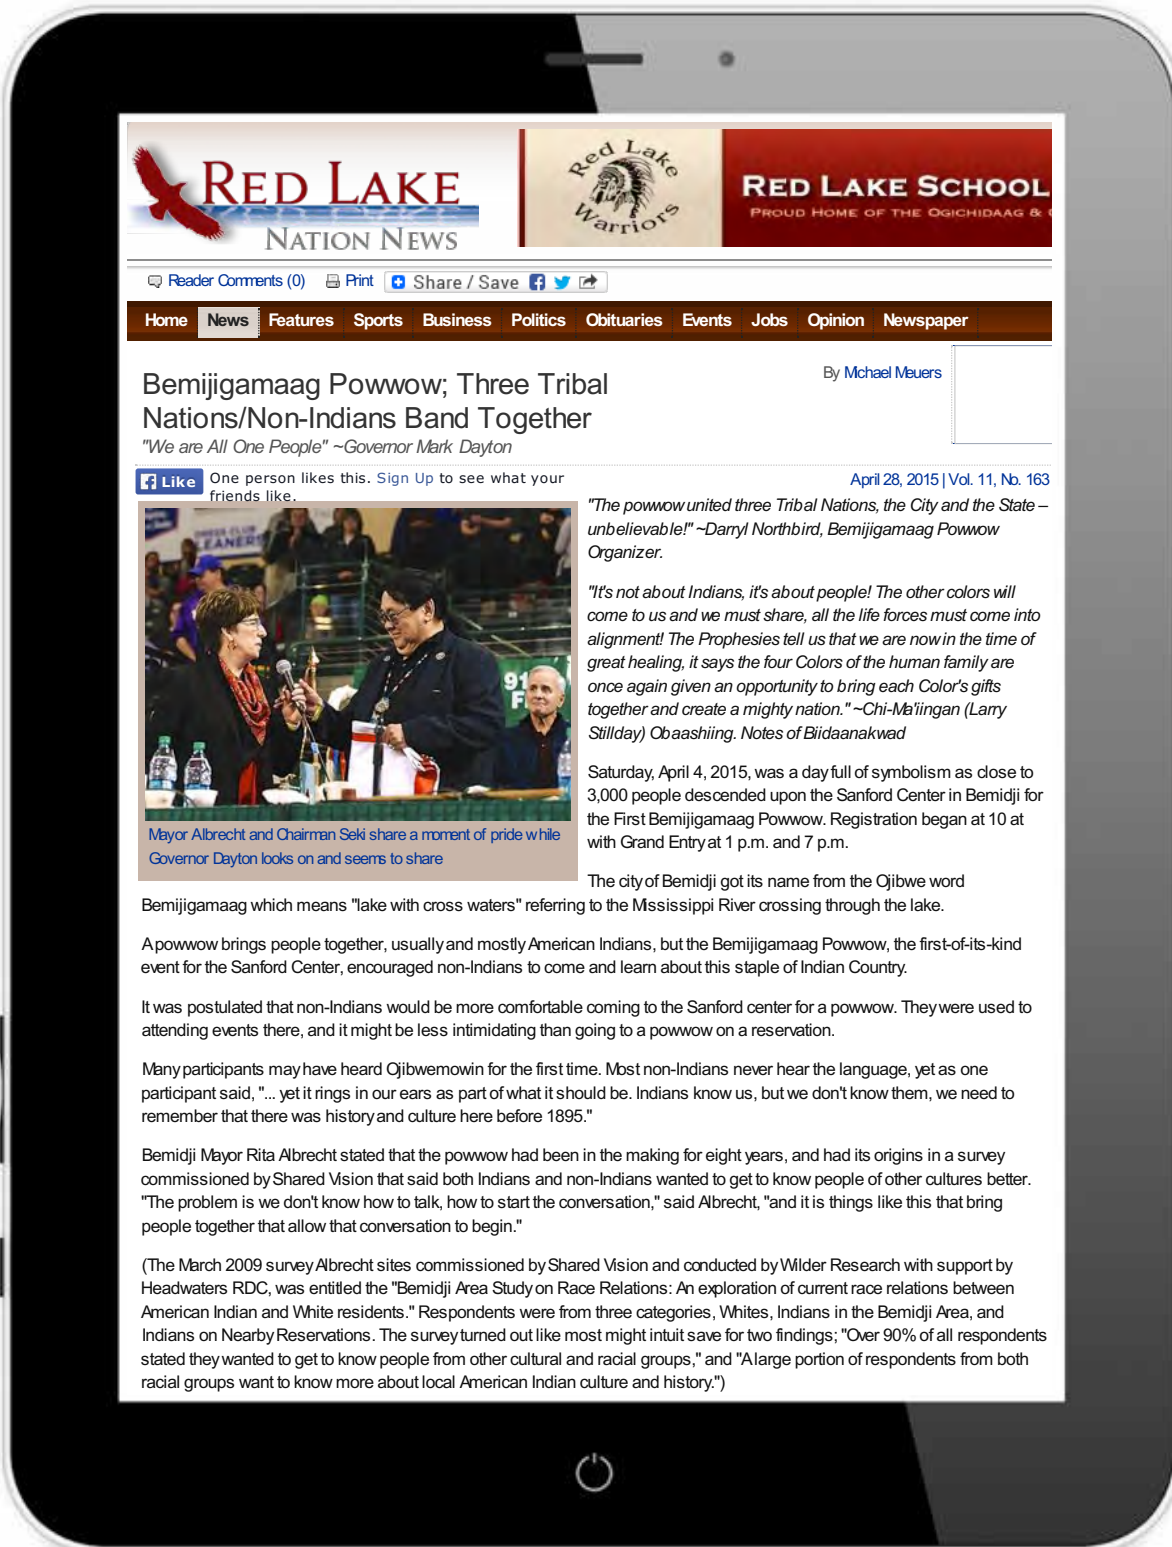 RED LAKE
NATION NEWS
Red Lake
Warriors
RED LAKE SCHOOL
PROUD HOME OF THE OGICHIDAAG &
Reader Comments (0) Print Share / Save
Home News Features Sports Business Politics Obituaries Events Jobs Opinion Newspaper
Bemijigamaag Powwow; Three Tribal
Nations/Non-Indians Band Together
"We are All One People" ~Governor Mark Dayton
By Michael Meuers
Like One person likes this. Sign Up to see what your
friends like.
April 28, 2015 | Vol. 11, No. 163
CLUB
CLEANERS
91
F
Mayor Albrecht and Chairman Seki share a moment of pride while
Governor Dayton looks on and seems to share
"The powwow united three Tribal Nations, the City and the State –
unbelievable!" ~Darryl Northbird, Bemijigamaag Powwow
Organizer.
"It's not about Indians, it's about people! The other colors will
come to us and we must share, all the life forces must come into
alignment! The Prophesies tell us that we are now in the time of
great healing, it says the four Colors of the human family are
once again given an opportunity to bring each Color's gifts
together and create a mighty nation." ~Chi-Ma'iingan (Larry
Stillday) Obaashiing. Notes of Biidaanakwad
Saturday, April 4, 2015, was a day full of symbolism as close to
3,000 people descended upon the Sanford Center in Bemidji for
the First Bemijigamaag Powwow. Registration began at 10 at
with Grand Entry at 1 p.m. and 7 p.m.
The city of Bemidji got its name from the Ojibwe word
Bemijigamaag which means "lake with cross waters" referring to the Mississippi River crossing through the lake.
A powwow brings people together, usually and mostly American Indians, but the Bemijigamaag Powwow, the first-of-its-kind
event for the Sanford Center, encouraged non-Indians to come and learn about this staple of Indian Country.
It was postulated that non-Indians would be more comfortable coming to the Sanford center for a powwow. They were used to
attending events there, and it might be less intimidating than going to a powwow on a reservation.
Many participants may have heard Ojibwemowin for the first time. Most non-Indians never hear the language, yet as one
participant said, "... yet it rings in our ears as part of what it should be. Indians know us, but we don't know them, we need to
remember that there was history and culture here before 1895."
Bemidji Mayor Rita Albrecht stated that the powwow had been in the making for eight years, and had its origins in a survey
commissioned by Shared Vision that said both Indians and non-Indians wanted to get to know people of other cultures better.
"The problem is we don't know how to talk, how to start the conversation," said Albrecht, "and it is things like this that bring
people together that allow that conversation to begin."
(The March 2009 survey Albrecht sites commissioned by Shared Vision and conducted by Wilder Research with support by
Headwaters RDC, was entitled the "Bemidji Area Study on Race Relations: An exploration of current race relations between
American Indian and White residents." Respondents were from three categories, Whites, Indians in the Bemidji Area, and
Indians on Nearby Reservations. The survey turned out like most might intuit save for two findings; "Over 90% of all respondents
stated they wanted to get to know people from other cultural and racial groups," and "A large portion of respondents from both
racial groups want to know more about local American Indian culture and history.")